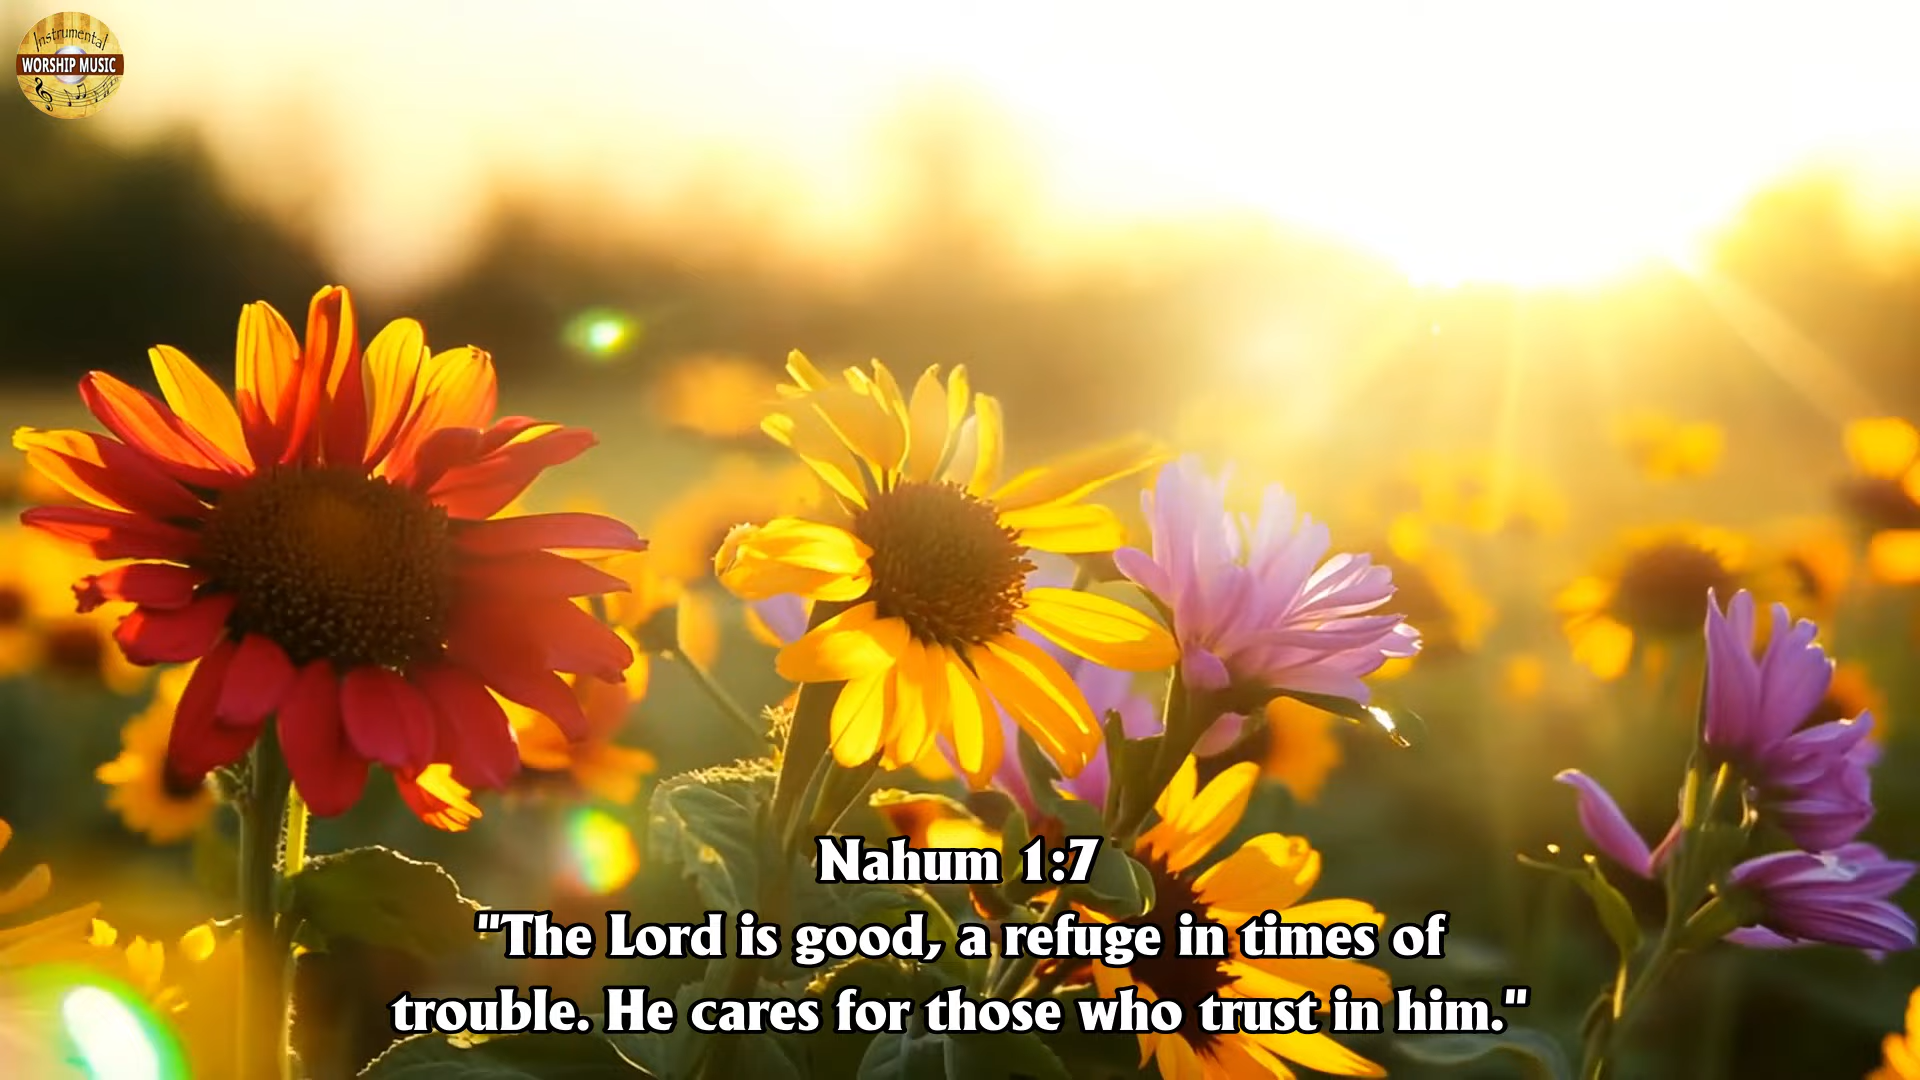 Instrumental
WORSHIP MUSIC
Nahum 1:7
"The Lord is good, a refuge in times of
trouble. He cares for those who trust in him."